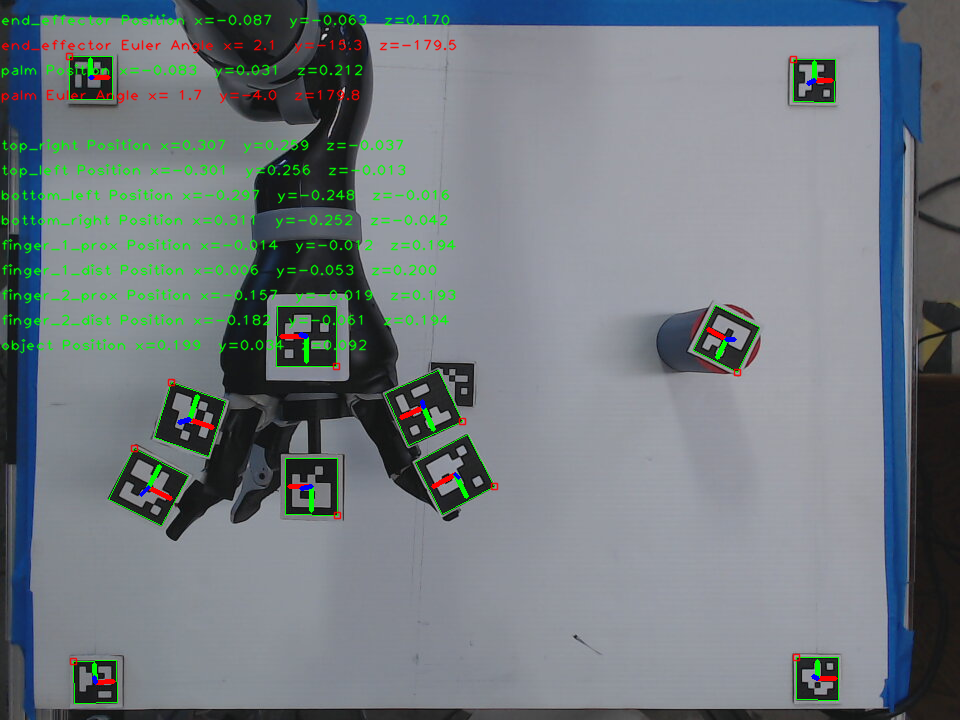 end_effector Position x=-0.087 y=-0.063 z=0.170
end_effector Euler Angle x= 2.1 y=-15.3 z=-179.5
palm Position x=-0.083 y=0.031 z=0.212
palm Euler Angle x= 1.7 y=-4.0 z=179.8
top_right Position x=0.307 y=0.259 z=-0.037
top_left Position x=-0.301 y=0.256 z=-0.013
bottom_left Position x=-0.297 y=-0.248 z=-0.016
bottom_right Position x=0.311 y=-0.252 z=-0.042
finger_1_prox Position x=-0.014 y=-0.017 z=0.194
finger_1_dist Position x=0.006 y=-0.053 z=0.200
finger_2_prox Position x=-0.157 y=-0.019 z=0.193
finger_2_dist Position x=-0.182 y=-0.061 z=0.184
object Position x=0.199 y=0.034 z=0.092